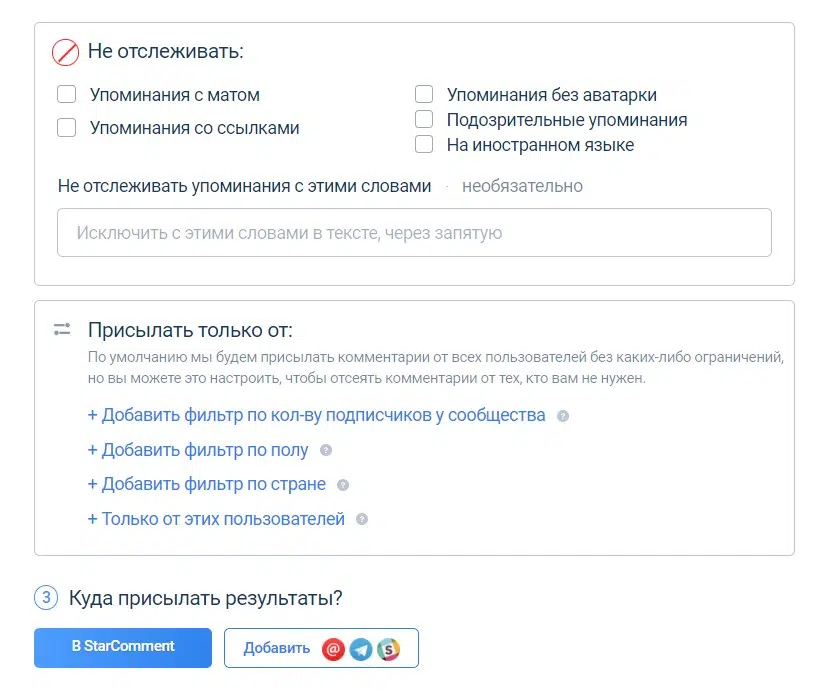 Не отслеживать:
Упоминания с матом
Упоминания со ссылками
Упоминания без аватарки
Подозрительные упоминания
На иностранном языке
Не отслеживать упоминания с этими словами · необязательно
Исключить с этими словами в тексте, через запятую
Присылать только от:
По умолчанию мы будем присылать комментарии от всех пользователей без каких-либо ограничений,
но вы можете это настроить, чтобы отсеять комментарии от тех, кто вам не нужен.
+ Добавить фильтр по кол-ву подписчиков у сообщества ?
+ Добавить фильтр по полу ?
+ Добавить фильтр по стране ?
+ Только от этих пользователей ?
3 Куда присылать результаты?
В StarComment
Добавить @ S